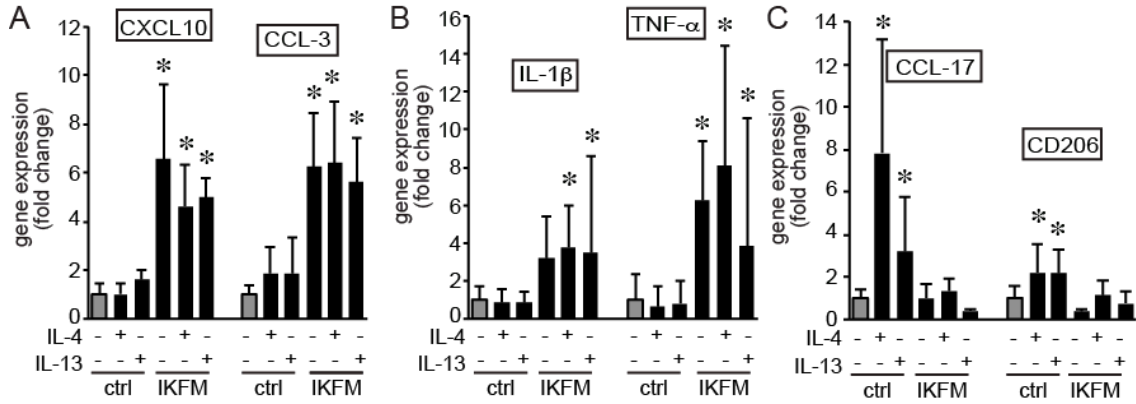 A
CXCL10
CCL-3
gene expression
(fold change)
12
10
8
6
4
2
0
* * * * * *
IL-4 - + - - + - - + - - + -
IL-13 - - + - - + - - + - - +
ctrl IKFM ctrl IKFM
B
TNF-α
IL-1β
gene expression
(fold change)
16
14
12
10
8
6
4
2
0
* * * * *
IL-4 - + - - + - - + - - + -
IL-13 - - + - - + - - + - - +
ctrl IKFM ctrl IKFM
C
CCL-17
CD206
gene expression
(fold change)
14
12
10
8
6
4
2
0
* * * *
IL-4 - + - - + - - + - - + -
IL-13 - - + - - + - - + - - +
ctrl IKFM ctrl IKFM